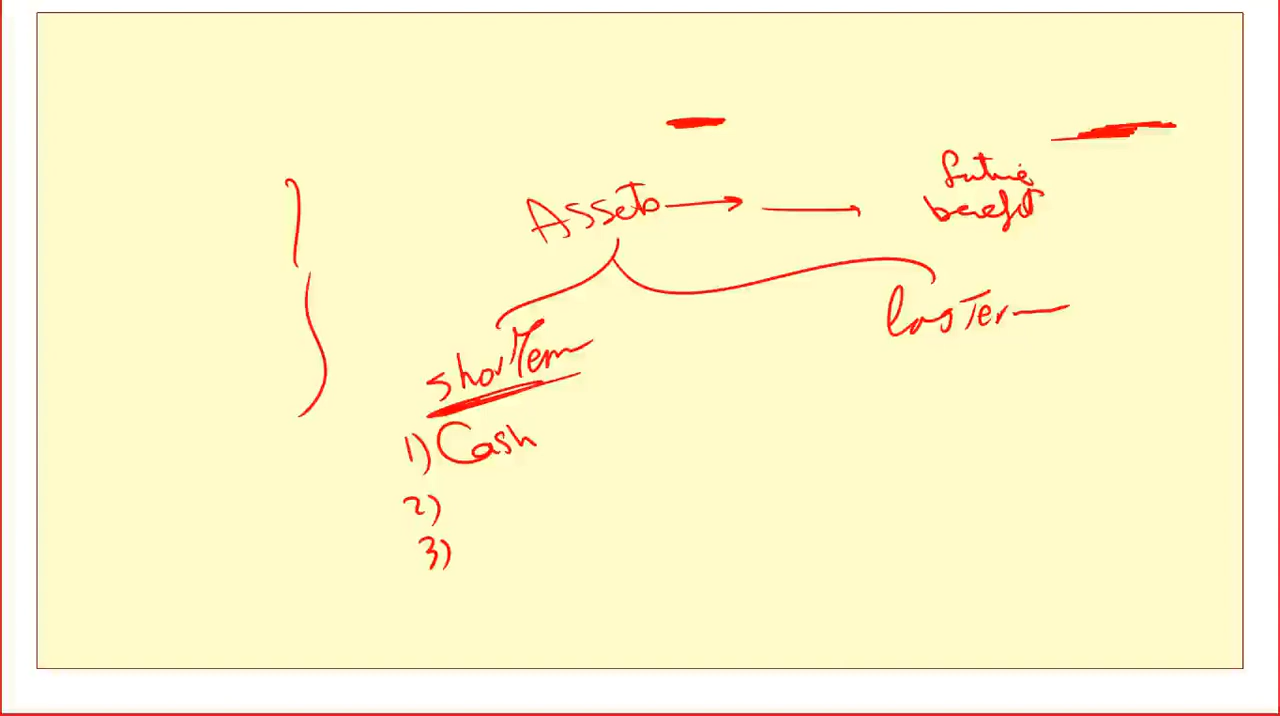 Future
Assets benefit
short Term long Term
1) Cash
2)
3)